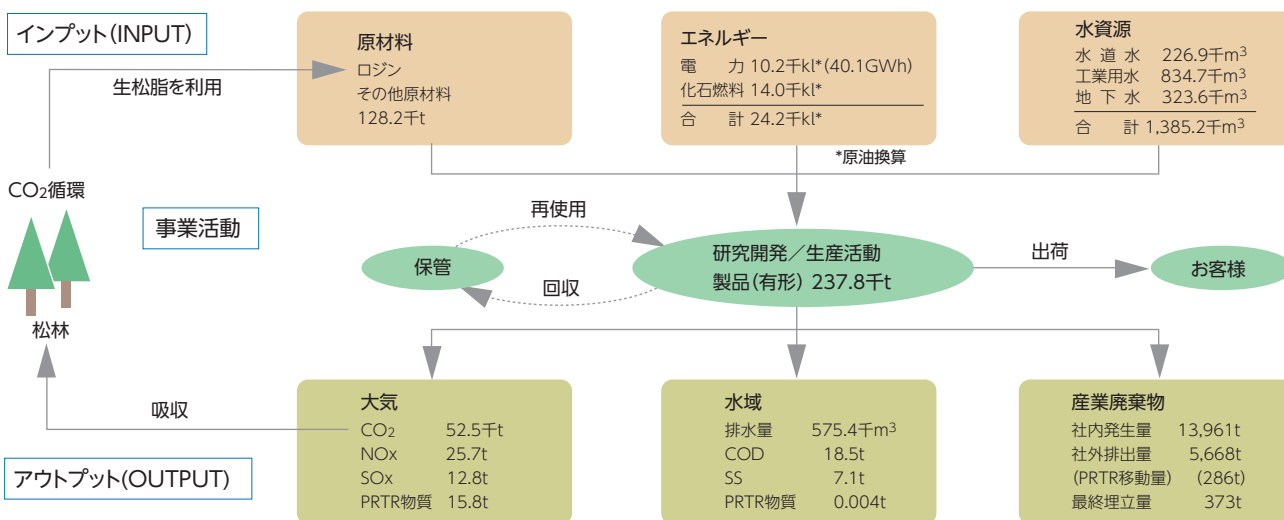 インプット(INPUT)
原材料
ロジン
その他原材料
128.2千t
エネルギー
電 力 10.2千kl*(40.1GWh)
化石燃料 14.0千kl*
合 計 24.2千kl*
水資源
水 道 水 226.9千m³
工業用水 834.7千m³
地 下 水 323.6千m³
合 計 1,385.2千m³
*原油換算
生松脂を利用
CO₂循環
松林
事業活動
再使用
保管
回収
研究開発／生産活動
製品(有形) 237.8千t
出荷
お客様
吸収
アウトプット(OUTPUT)
大気
CO₂ 52.5千t
NOx 25.7t
SOx 12.8t
PRTR物質 15.8t
水域
排水量 575.4千m³
COD 18.5t
SS 7.1t
PRTR物質 0.004t
産業廃棄物
社内発生量 13,961t
社外排出量 5,668t
(PRTR移動量) (286t)
最終埋立量 373t